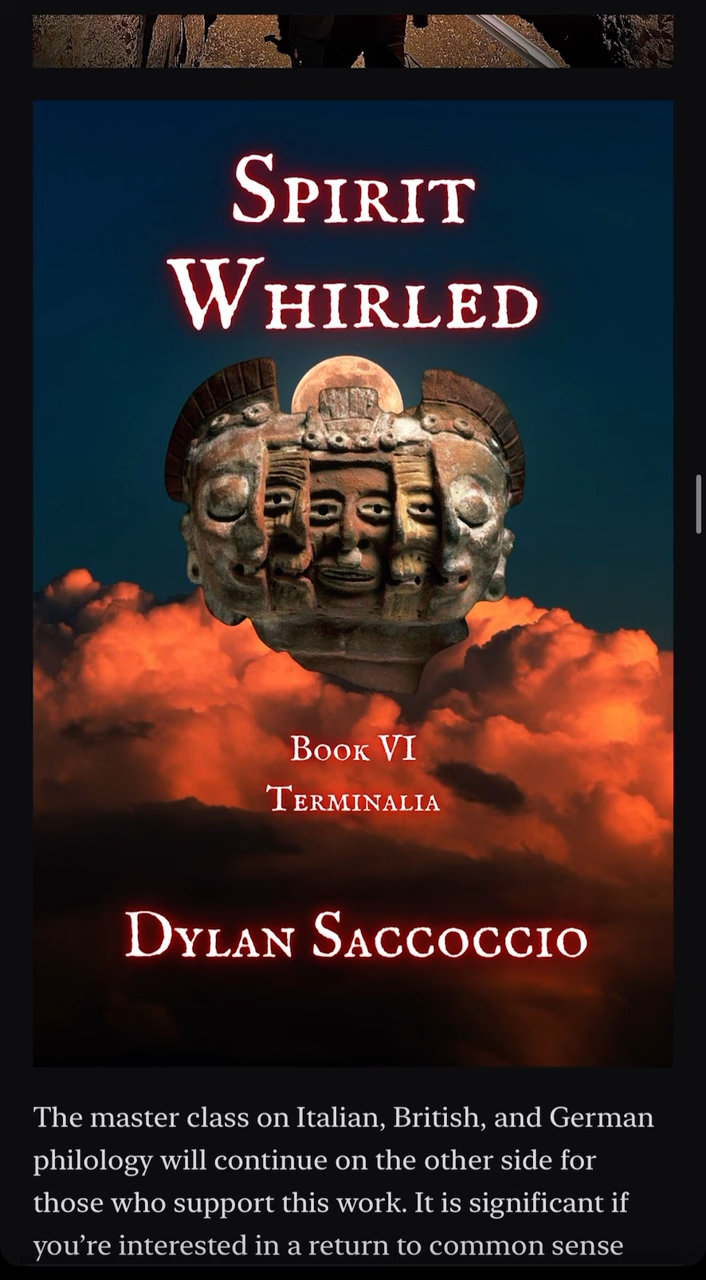 Spirit
Whirled
Book VI
Terminalia
Dylan Saccoccio
The master class on Italian, British, and German
philology will continue on the other side for
those who support this work. It is significant if
you’re interested in a return to common sense